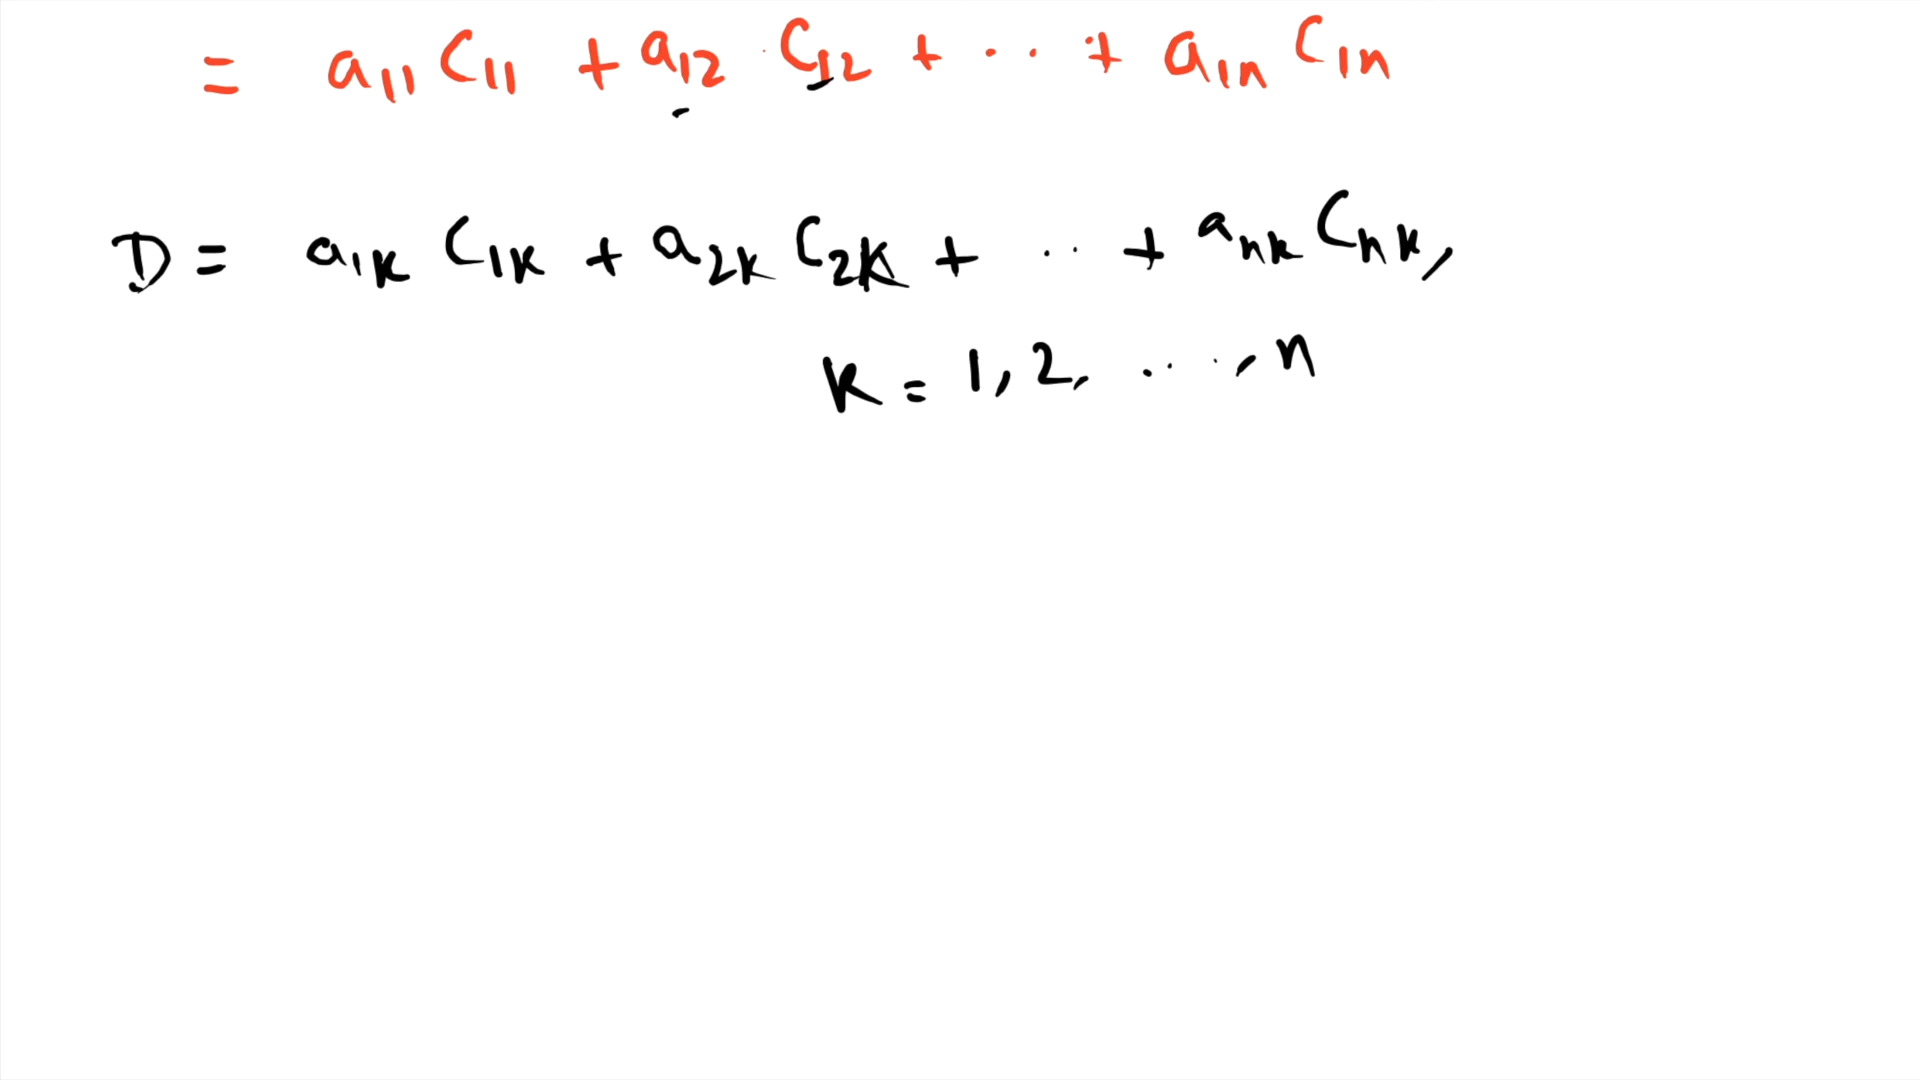 = a₁₁ C₁₁ + a₁₂ · C₁₂ + ... + a₁ₙ C₁ₙ
D = a₁ₖ C₁ₖ + a₂ₖ C₂ₖ + .. + aₙₖ Cₙₖ,
k = 1, 2, ..., n